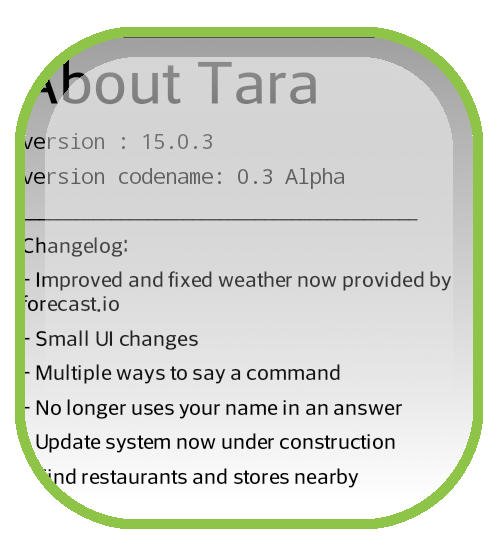 About Tara
version : 15.0.3
version codename: 0.3 Alpha
Changelog:
- Improved and fixed weather now provided by
forecast.io
- Small UI changes
- Multiple ways to say a command
- No longer uses your name in an answer
Update system now under construction
Find restaurants and stores nearby